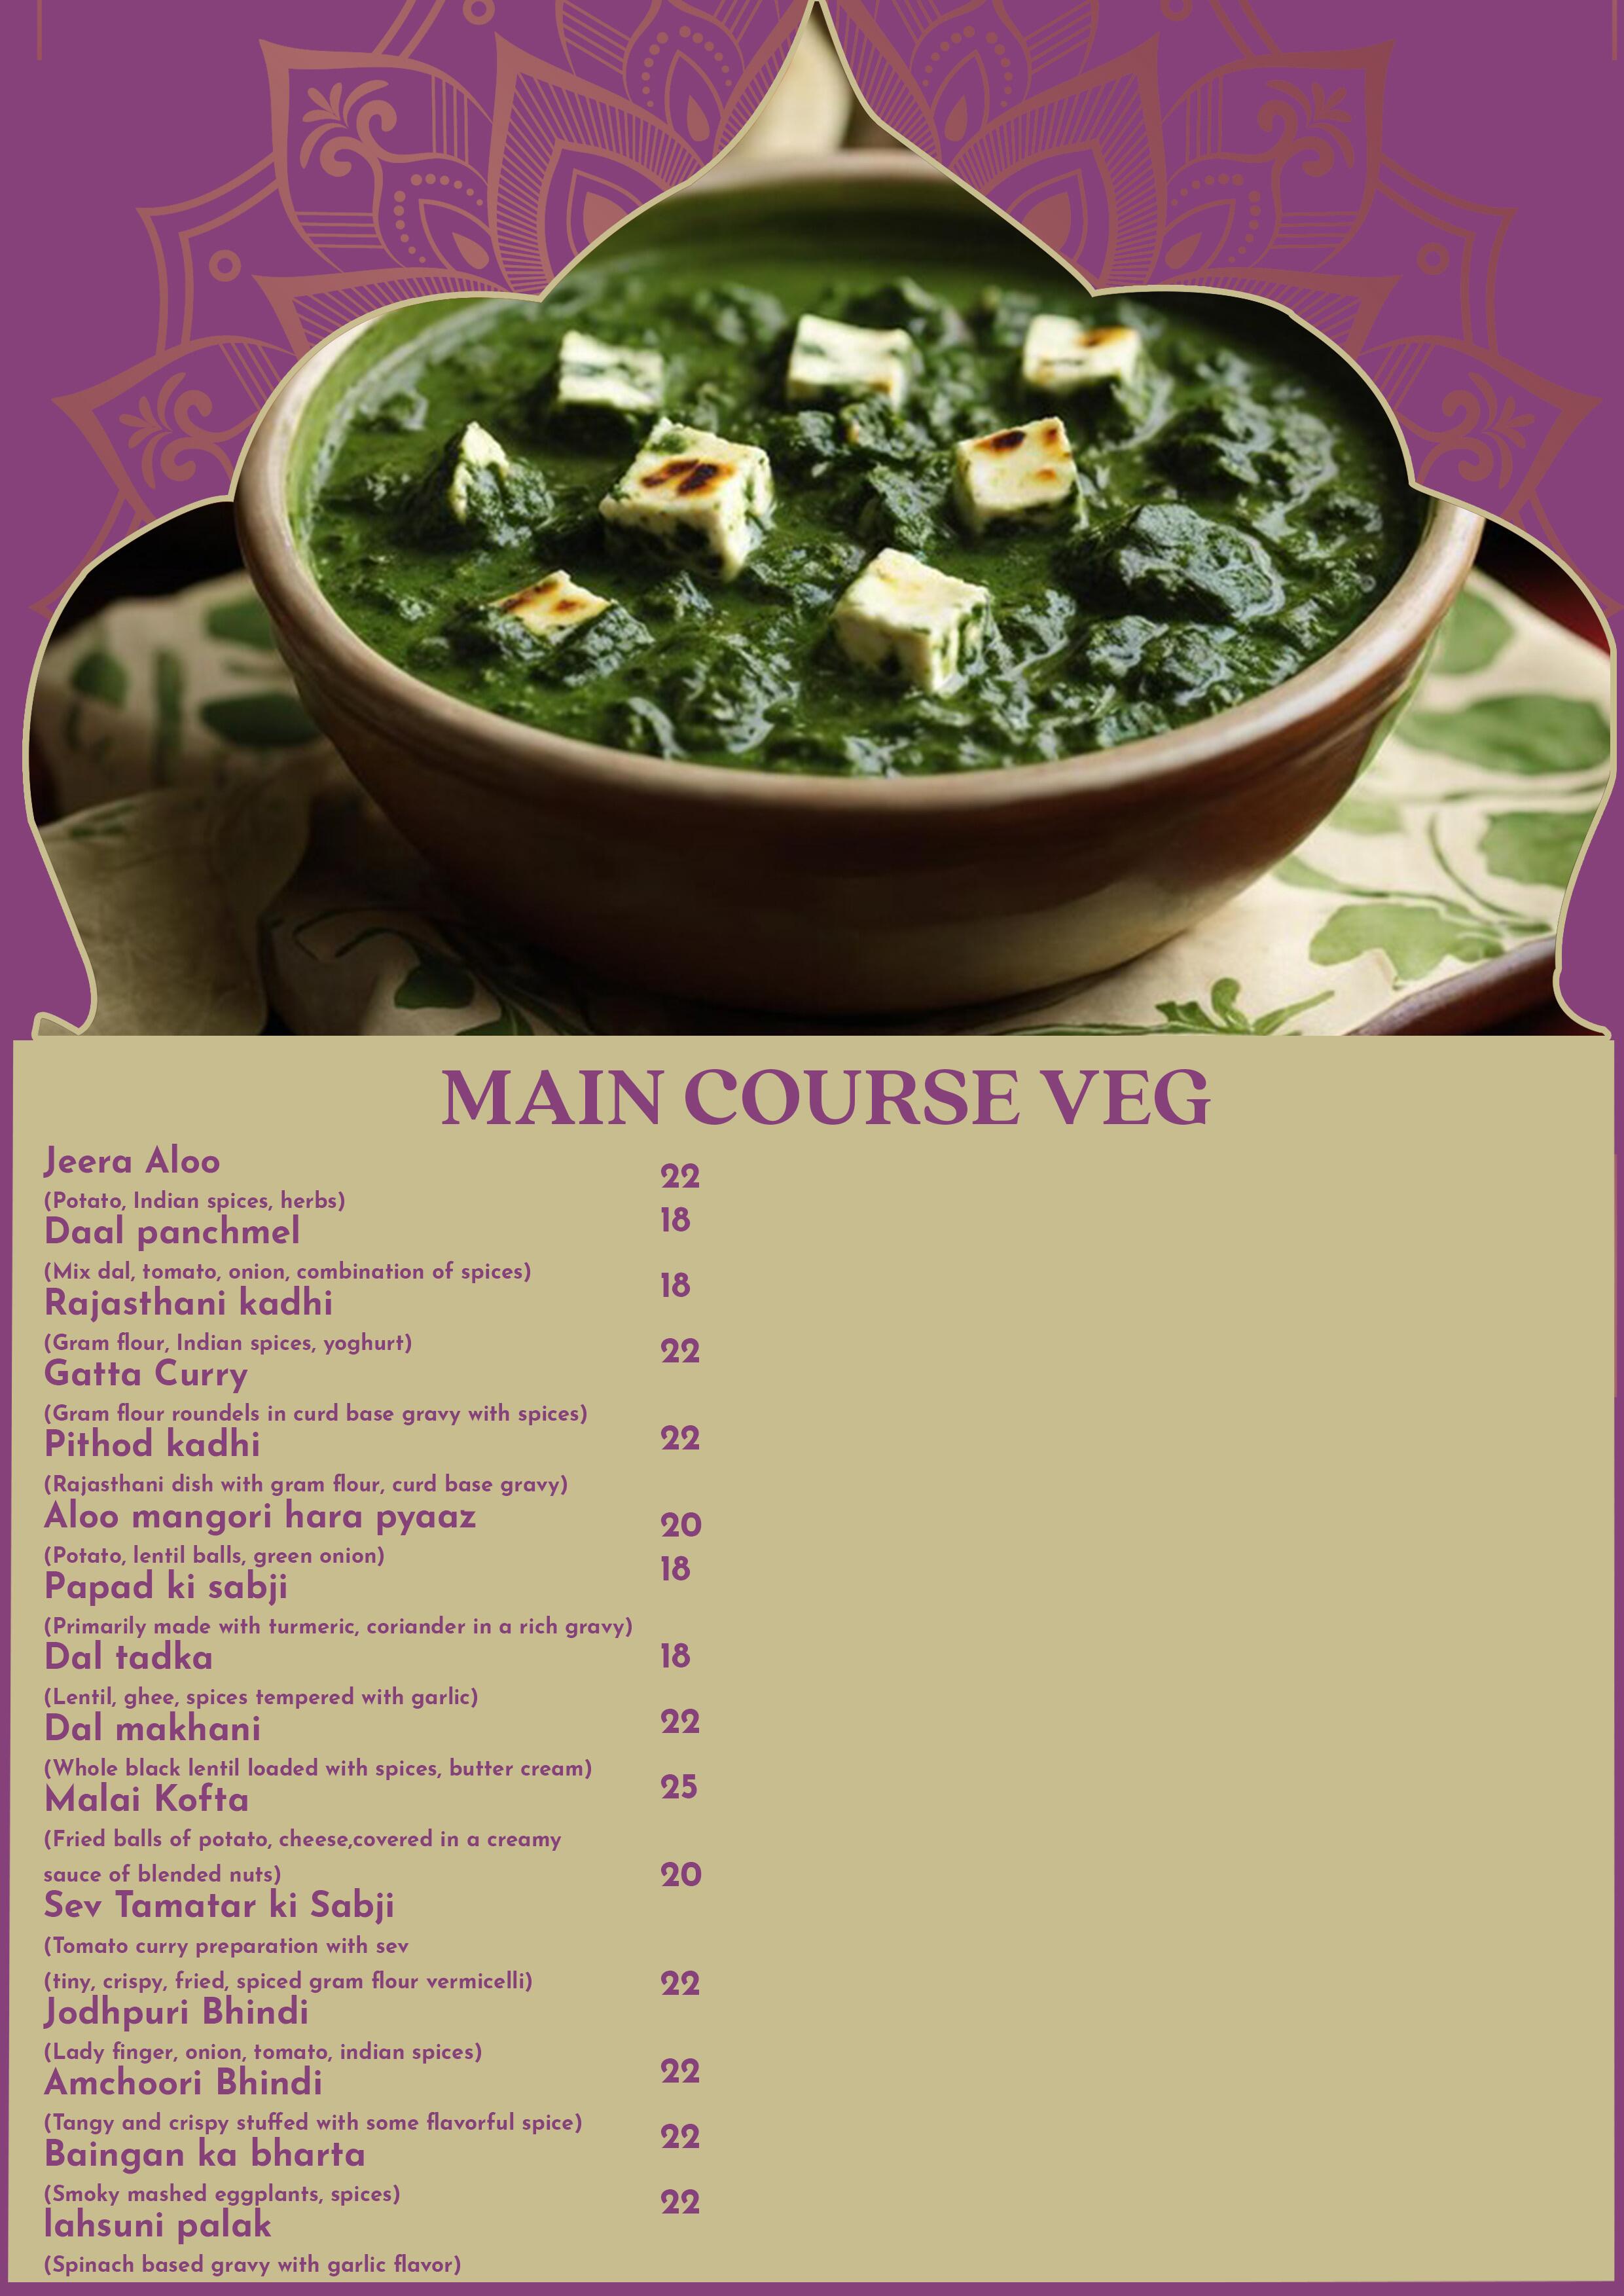 MAIN COURSE VEG
Jeera Aloo
22
(Potato, Indian spices, herbs)
18
Daal panchmel
(Mix dal, tomato, onion, combination of spices)
18
Rajasthani kadhi
(Gram flour, Indian spices, yoghurt)
22
Gatta Curry
(Gram flour roundels in curd base gravy with spices)
22
Pithod kadhi
(Rajasthani dish with gram flour, curd base gravy)
Aloo mangori hara pyaaz
20
(Potato, lentil balls, green onion)
18
Papad ki sabji
(Primarily made with turmeric, coriander in a rich gravy)
Dal tadka
18
(Lentil, ghee, spices tempered with garlic)
22
Dal makhani
(Whole black lentil loaded with spices, butter cream)
25
Malai Kofta
(Fried balls of potato, cheese,covered in a creamy
sauce of blended nuts)
20
Sev Tamatar ki Sabji
(Tomato curry preparation with sev
(tiny, crispy, fried, spiced gram flour vermicelli)
22
Jodhpuri Bhindi
(Lady finger, onion, tomato, indian spices)
22
Amchoori Bhindi
(Tangy and crispy stuffed with some flavorful spice)
22
Baingan ka bharta
(Smoky mashed eggplants, spices)
22
lahsuni palak
(Spinach based gravy with garlic flavor)